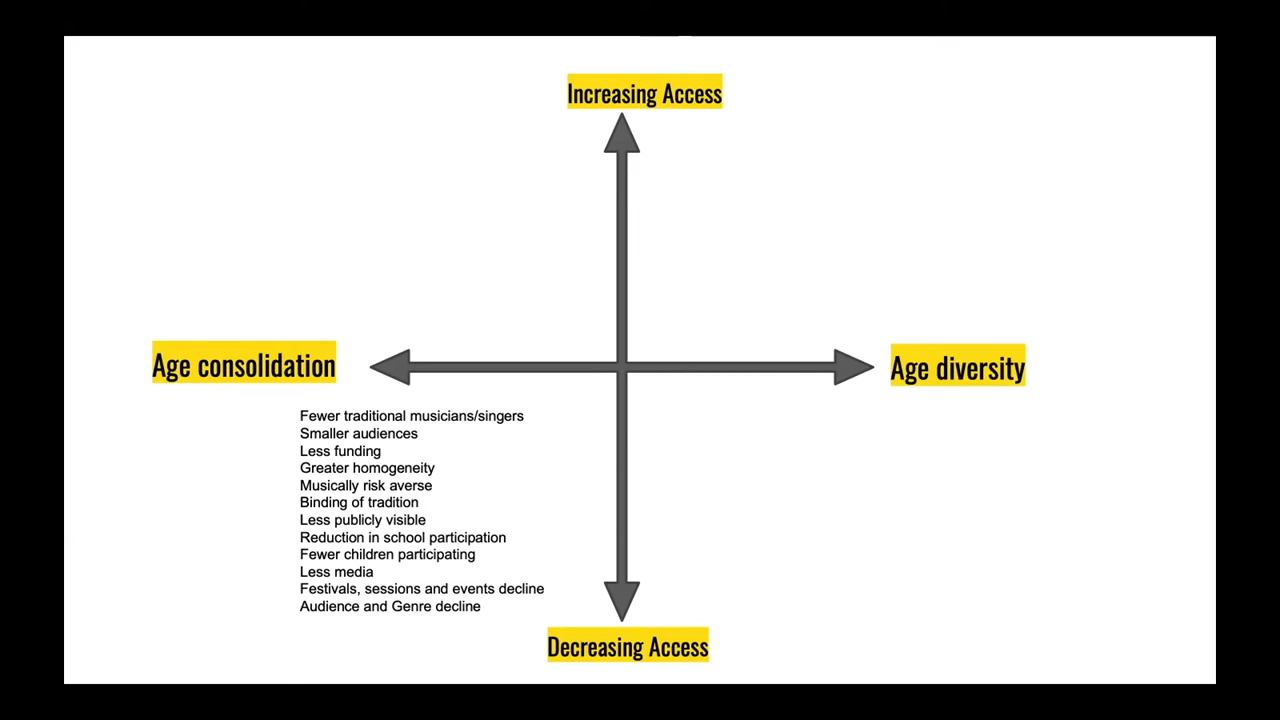 Increasing Access
Age consolidation
Age diversity
Fewer traditional musicians/singers
Smaller audiences
Less funding
Greater homogeneity
Musically risk averse
Binding of tradition
Less publicly visible
Reduction in school participation
Fewer children participating
Less media
Festivals, sessions and events decline
Audience and Genre decline
Decreasing Access